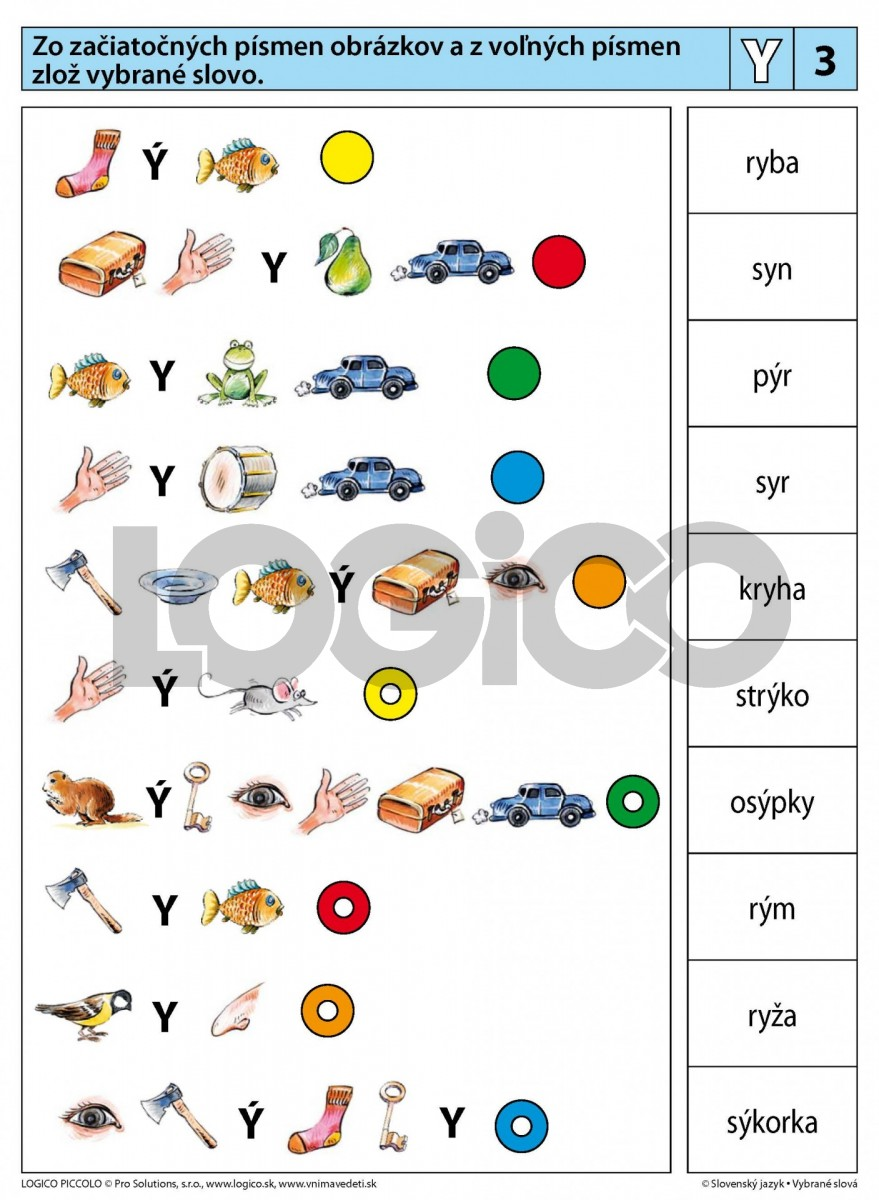 Zo začiatočných písmen obrázkov a z voľných písmen
zlož vybrané slovo.
Y
3
Ý
ryba
Y
syn
Y
pýr
Y
syr
Ý
kryha
Ý
strýko
Ý
osýpky
Y
rým
Y
ryža
Ý Y
sýkorka
LOGICO
LOGICO PICCOLO © Pro Solutions, s.r.o., www.logico.sk, www.vnimavedeti.sk
© Slovenský jazyk • Vybrané slová